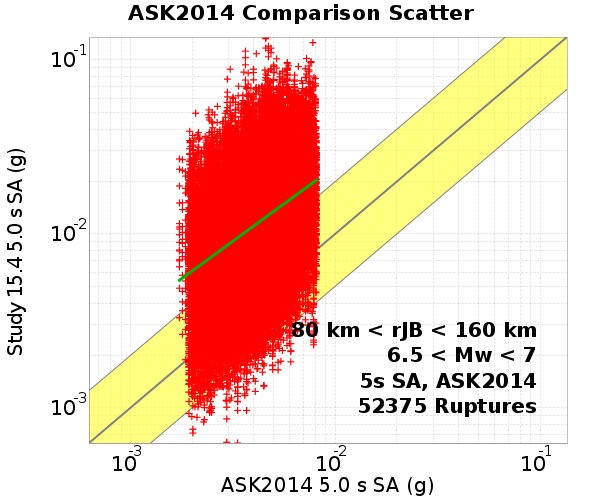 ASK2014 Comparison Scatter
Study 15.4 5.0 s SA (g)
10-1
10-2
10-3
80 km < rJB < 160 km
6.5 < Mw < 7
5s SA, ASK2014
52375 Ruptures
10-3 10-2 10-1
ASK2014 5.0 s SA (g)